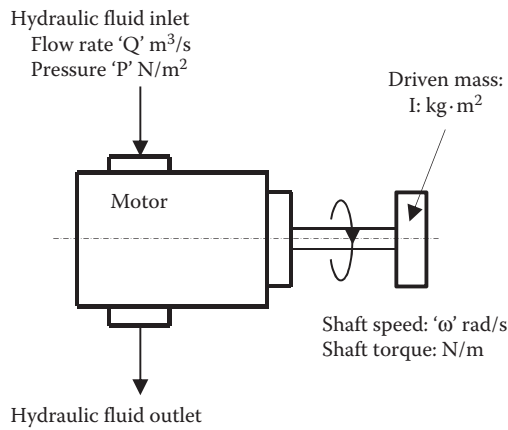 Hydraulic fluid inlet
Flow rate ‘Q’ m³/s
Pressure ‘P’ N/m²
Driven mass:
I: kg·m²
Motor
Shaft speed: ‘ω’ rad/s
Shaft torque: N/m
Hydraulic fluid outlet